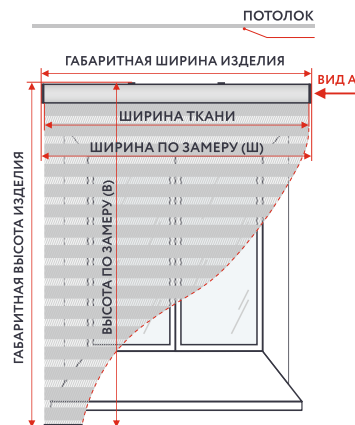 ПОТОЛОК
ГАБАРИТНАЯ ШИРИНА ИЗДЕЛИЯ
ВИД А
ШИРИНА ТКАНИ
ШИРИНА ПО ЗАМЕРУ (Ш)
ГАБАРИТНАЯ ВЫСОТА ИЗДЕЛИЯ
ВЫСОТА ПО ЗАМЕРУ (В)